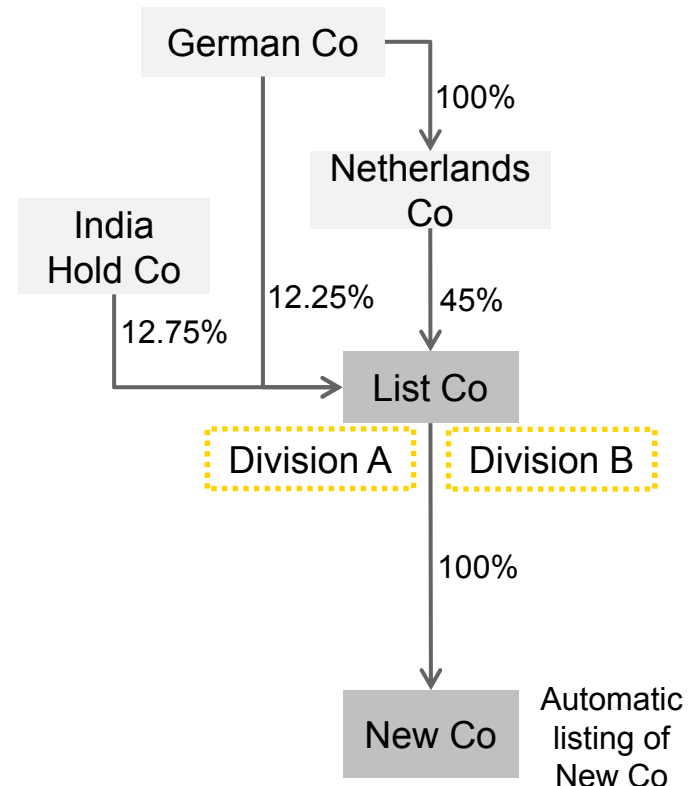 German Co
100%
Netherlands
Co
India
Hold Co
12.25%
45%
12.75%
List Co
Division A
Division B
100%
New Co
Automatic
listing of
New Co